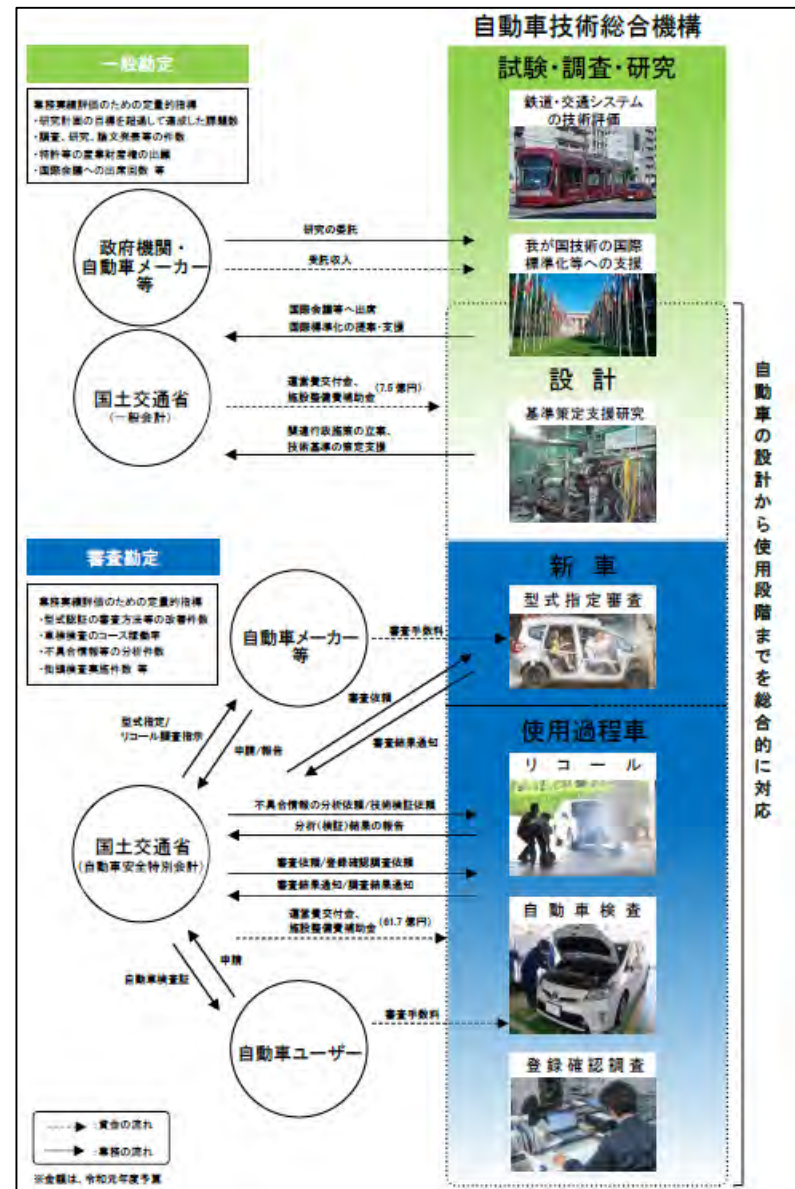 自動車技術総合機構
一般勘定
業務実績評価のための定量的指標
・研究計画の目標を超過して達成した課題数
・調査、研究、論文発表等の件数
・特許等の産業財産権の出願
・国際会議への出席回数 等
試験・調査・研究
鉄道・交通システム
の技術評価
政府機関・
自動車メーカー
等
研究の委託
受託収入
我が国技術の国際
標準化等への支援
国際会議等へ出席
国際標準化の提案・支援
国土交通省
(一般会計)
運営費交付金、
施設整備費補助金
(7.5 億円)
関連行政施策の立案、
技術基準の策定支援
設計
基準策定支援研究
自動車の設計から使用段階までを総合的に対応
審査勘定
業務実績評価のための定量的指標
・型式認証の審査方法等の改善件数
・車検検査のコース稼働率
・不具合情報等の分析件数
・街頭検査実施件数 等
自動車メーカー
等
審査手数料
新車
型式指定審査
審査依頼
審査結果通知
型式指定/
リコール調査指示
申請/報告
使用過程車
リコール
国土交通省
(自動車安全特別会計)
不具合情報の分析依頼/技術検証依頼
分析(検証)結果の報告
審査依頼/登録確認調査依頼
審査結果通知/調査結果通知
運営費交付金、
施設整備費補助金
(61.7 億円)
自動車検査
申請
自動車検査証
自動車ユーザー
審査手数料
登録確認調査
:資金の流れ
:業務の流れ
※金額は、令和元年度予算